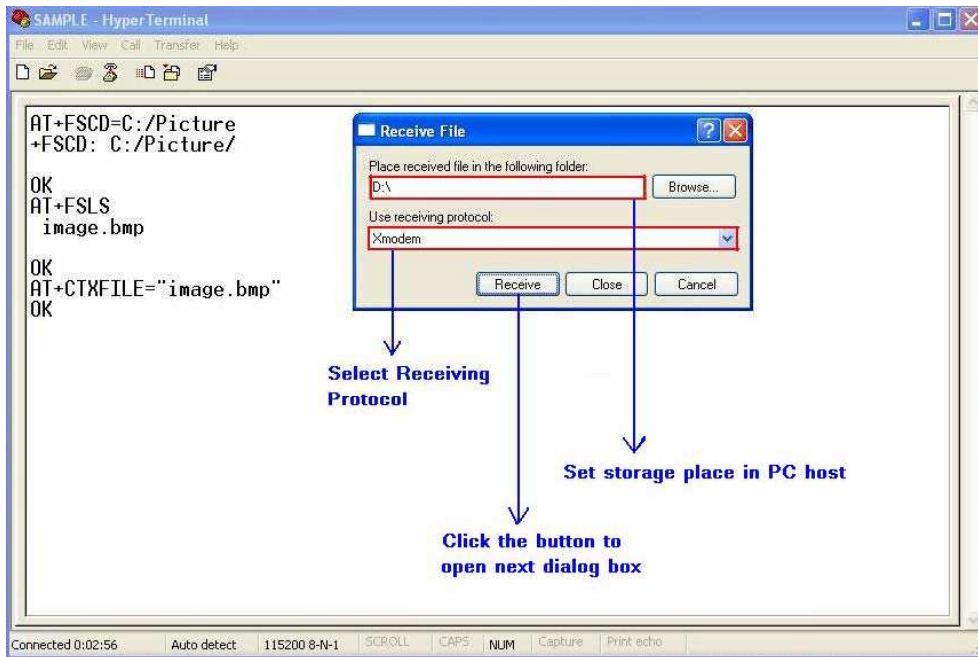 SAMPLE - HyperTerminal
File Edit View Call Transfer Help
AT+FSCD=C:/Picture
+FSCD: C:/Picture/
OK
AT+FSLS
image.bmp
OK
AT+CTXFILE="image.bmp"
OK
Receive File
Place received file in the following folder:
D:\
Browse...
Use receiving protocol:
Xmodem
Receive Close Cancel
Select Receiving
Protocol
Set storage place in PC host
Click the button to
open next dialog box
Connected 0:02:56 Auto detect 115200 8-N-1 SCROLL CAPS NUM Capture Print echo